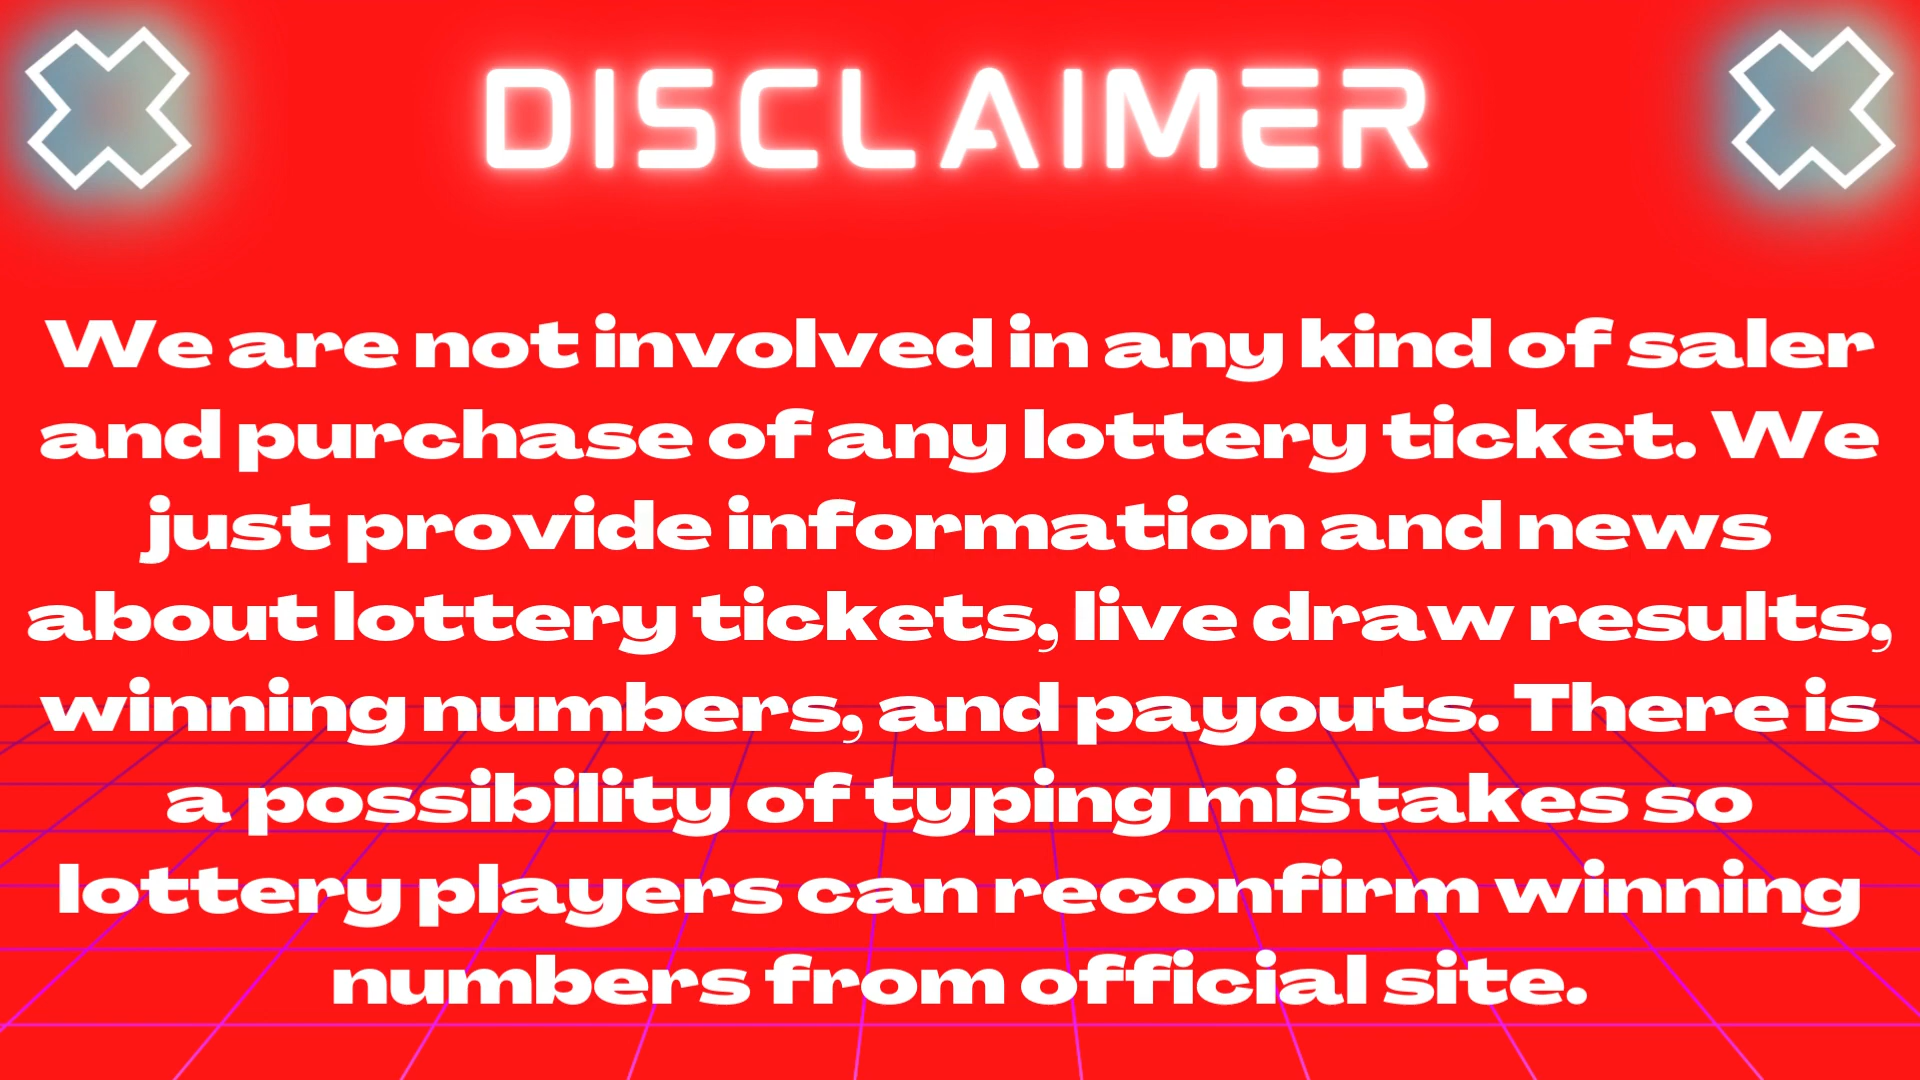 DISCLAIMER
We are not involved in any kind of saler
and purchase of any lottery ticket. We
just provide information and news
about lottery tickets, live draw results,
winning numbers, and payouts. There is
a possibility of typing mistakes so
lottery players can reconfirm winning
numbers from official site.